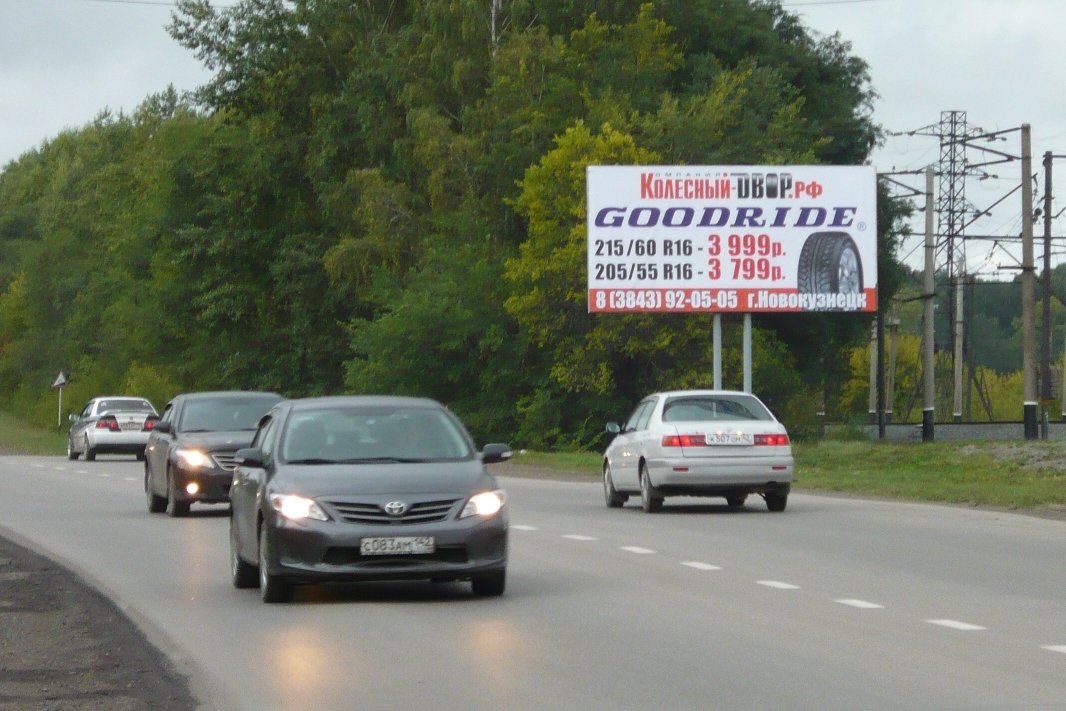 КОМПАНИЯ
КОЛЕСНЫЙ-DВОР.РФ
GOODRIDE®
215/60 R16 - 3 999р.
205/55 R16 - 3 799р.
8 (3843) 92-05-05 г.Новокузнецк
С083АМ 142